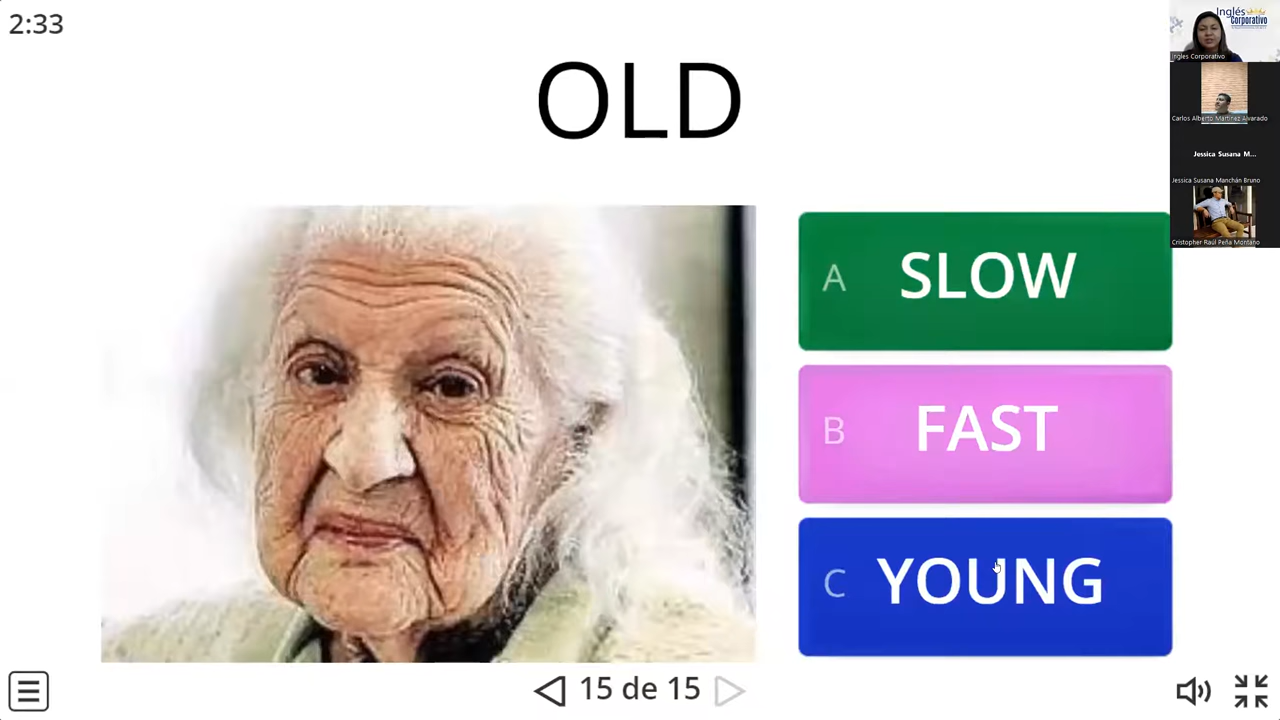 2:33
OLD
A SLOW
B FAST
C YOUNG
15 de 15
Inglés
Corporativo
Ingles Corporativo
Carlos Alberto Martinez Alvarado
Jessica Susana M...
Jessica Susana Manchán Bruno
Cristopher Raúl Peña Montano